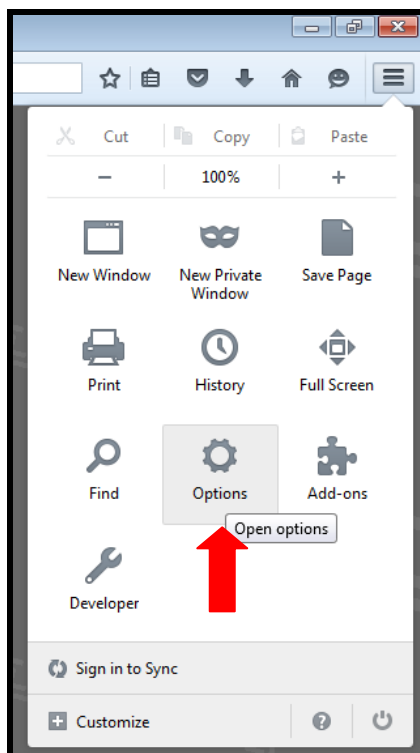 Cut Copy Paste
100%
New Window New Private Window Save Page
Print History Full Screen
Find Options Add-ons
Open options
Developer
Sign in to Sync
Customize